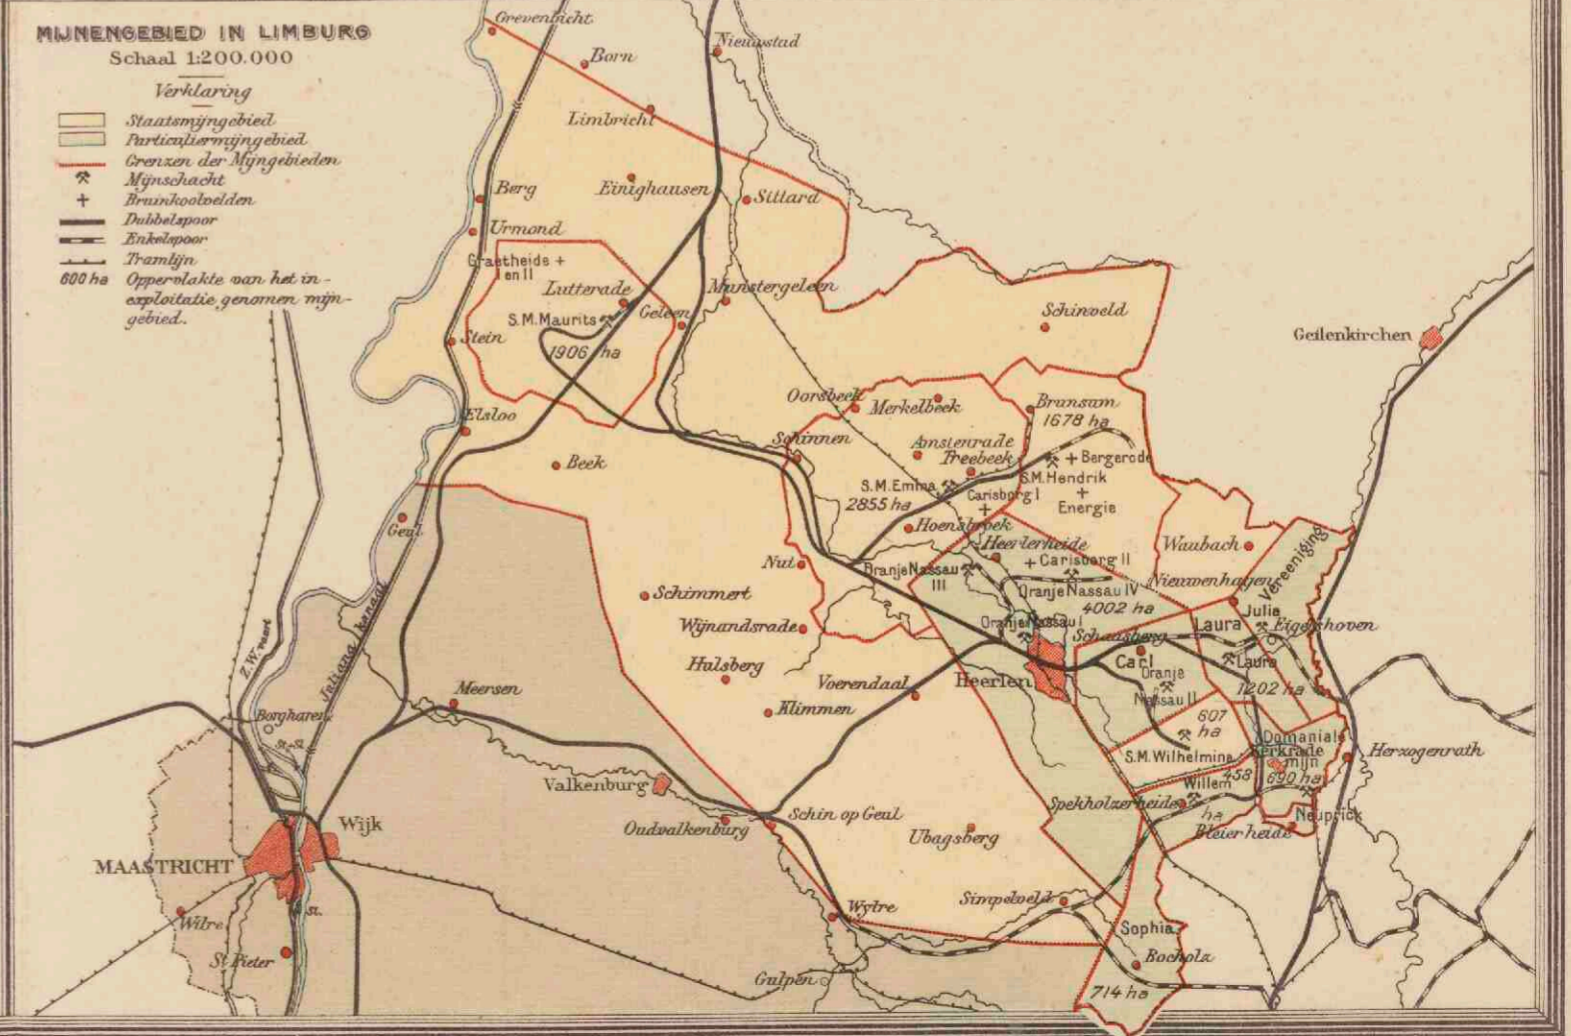 MIJNENGEBIED IN LIMBURG
Schaal 1:200.000
Verklaring
Staatsmijngebied
Particuliermijngebied
Grenzen der Mijngebieden
Mijnschacht
Bruinkoolvelden
Dubbelspoor
Enkelspoor
Tramlijn
600 ha Oppervlakte van het in-
exploitatie genomen mijn-
gebied.
Grevenbicht
Born
Nieuwstad
Limbricht
Berg
Einighausen
Sittard
Urmond
Graetheide +
I en II
Lutterade
Munstergeleen
S.M. Maurits
Geleen
Schinveld
Geilenkirchen
Stein
1906 ha
Oorsbeek
Merkelbeek
Brunsum
1678 ha
Elsloo
Schinnen
Amstenrade
Treebeek
+ Bergerode
Beek
S.M. Emma
S.M. Hendrik
2855 ha
Carisborg I
+
+
Energie
Geul
Hoensbroek
Heerlerheide
Waubach
Vereeniging
Nut
Oranje Nassau
III
+ Carisborg II
Nieuwenhagen
Schimmert
Oranje Nassau IV
4002 ha
Julia
Wijnandsrade
Oranje Nassau I
Schaesberg
Laura
Eigelshoven
Z.W. vaart
Juliana kanaal
Hulsberg
Voerendaal
Heerlen
Carl
Oranje
Nassau II
Laura
1202 ha
Meersen
Klimmen
Borgharen
607
ha
Domaniale
Kerkrade
mijn
Herzogenrath
S.M. Wilhelmina
Valkenburg
458
ha
690 ha
Willem
Spekholzerheide
Neuprick
Bleierheide
Oudvalkenburg
Schin op Geul
Ubagsberg
Wijk
MAASTRICHT
Wilre
St.
Wylre
Simpelveld
Sophia
St. Pieter
Bocholz
Gulpen
714 ha